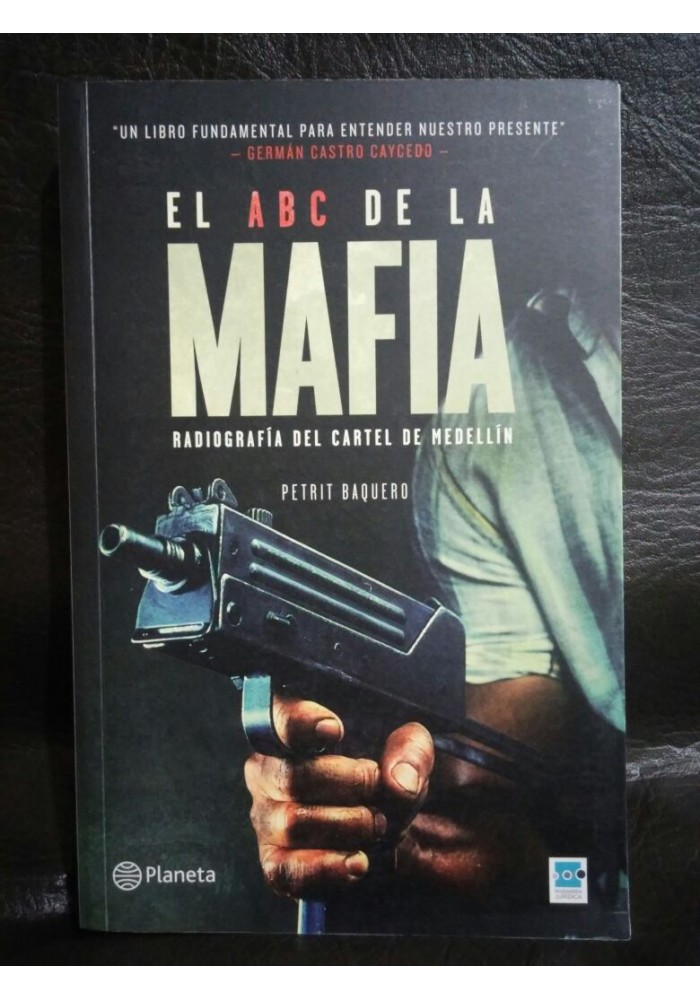 "UN LIBRO FUNDAMENTAL PARA ENTENDER NUESTRO PRESENTE"
– GERMÁN CASTRO CAYCEDO –
EL ABC DE LA
MAFIA
RADIOGRAFÍA DEL CARTEL DE MEDELLÍN
PETRIT BAQUERO
Planeta
JURÍDICA